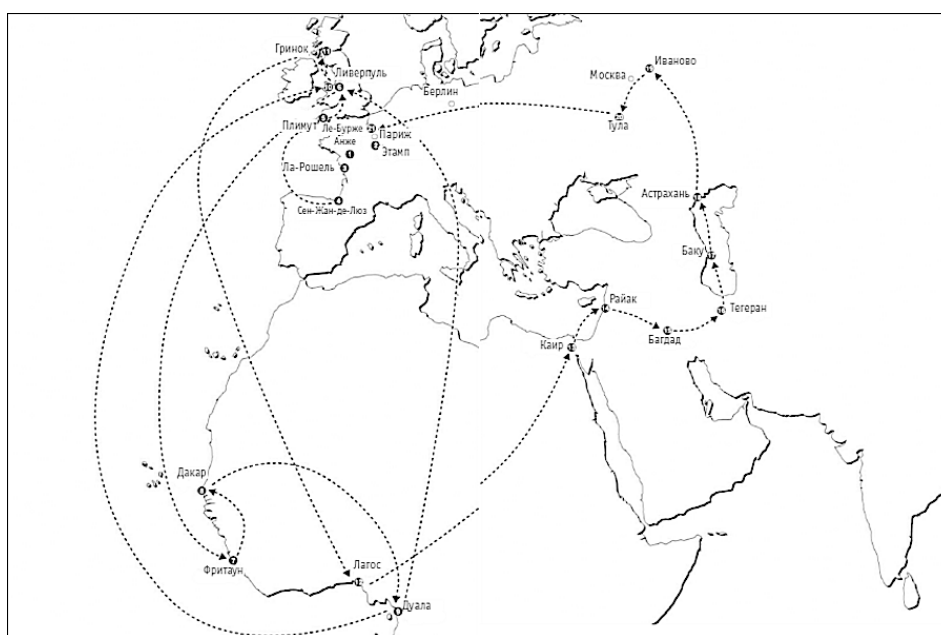 Гринок
Ливерпуль
Берлин
Москва
Иваново
Тула
Плимут
Ле-Бурже
Париж
Анже
Этамп
Ла-Рошель
Сен-Жан-де-Люз
Астрахань
Баку
Тегеран
Райак
Багдад
Каир
Дакар
Фритаун
Лагос
Дуала